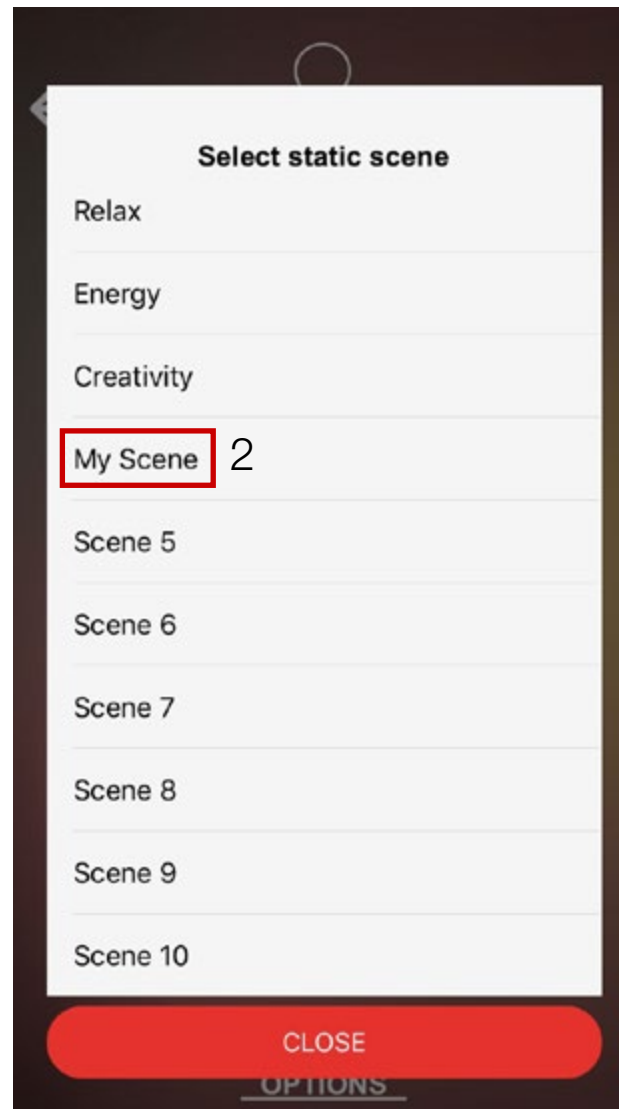 Select static scene
Relax
Energy
Creativity
My Scene 2
Scene 5
Scene 6
Scene 7
Scene 8
Scene 9
Scene 10
CLOSE
OPTIONS